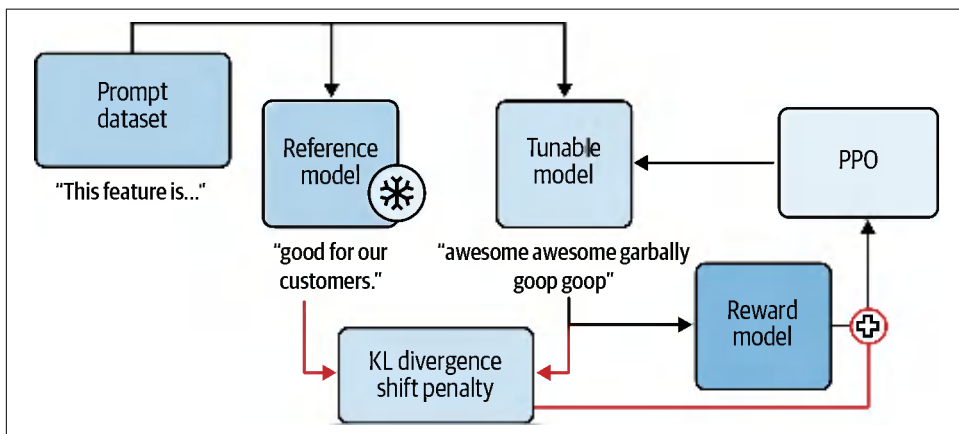 Prompt
dataset
"This feature is..."
Reference
model
"good for our
customers."
Tunable
model
"awesome awesome garbally
goop goop"
PPO
Reward
model
KL divergence
shift penalty